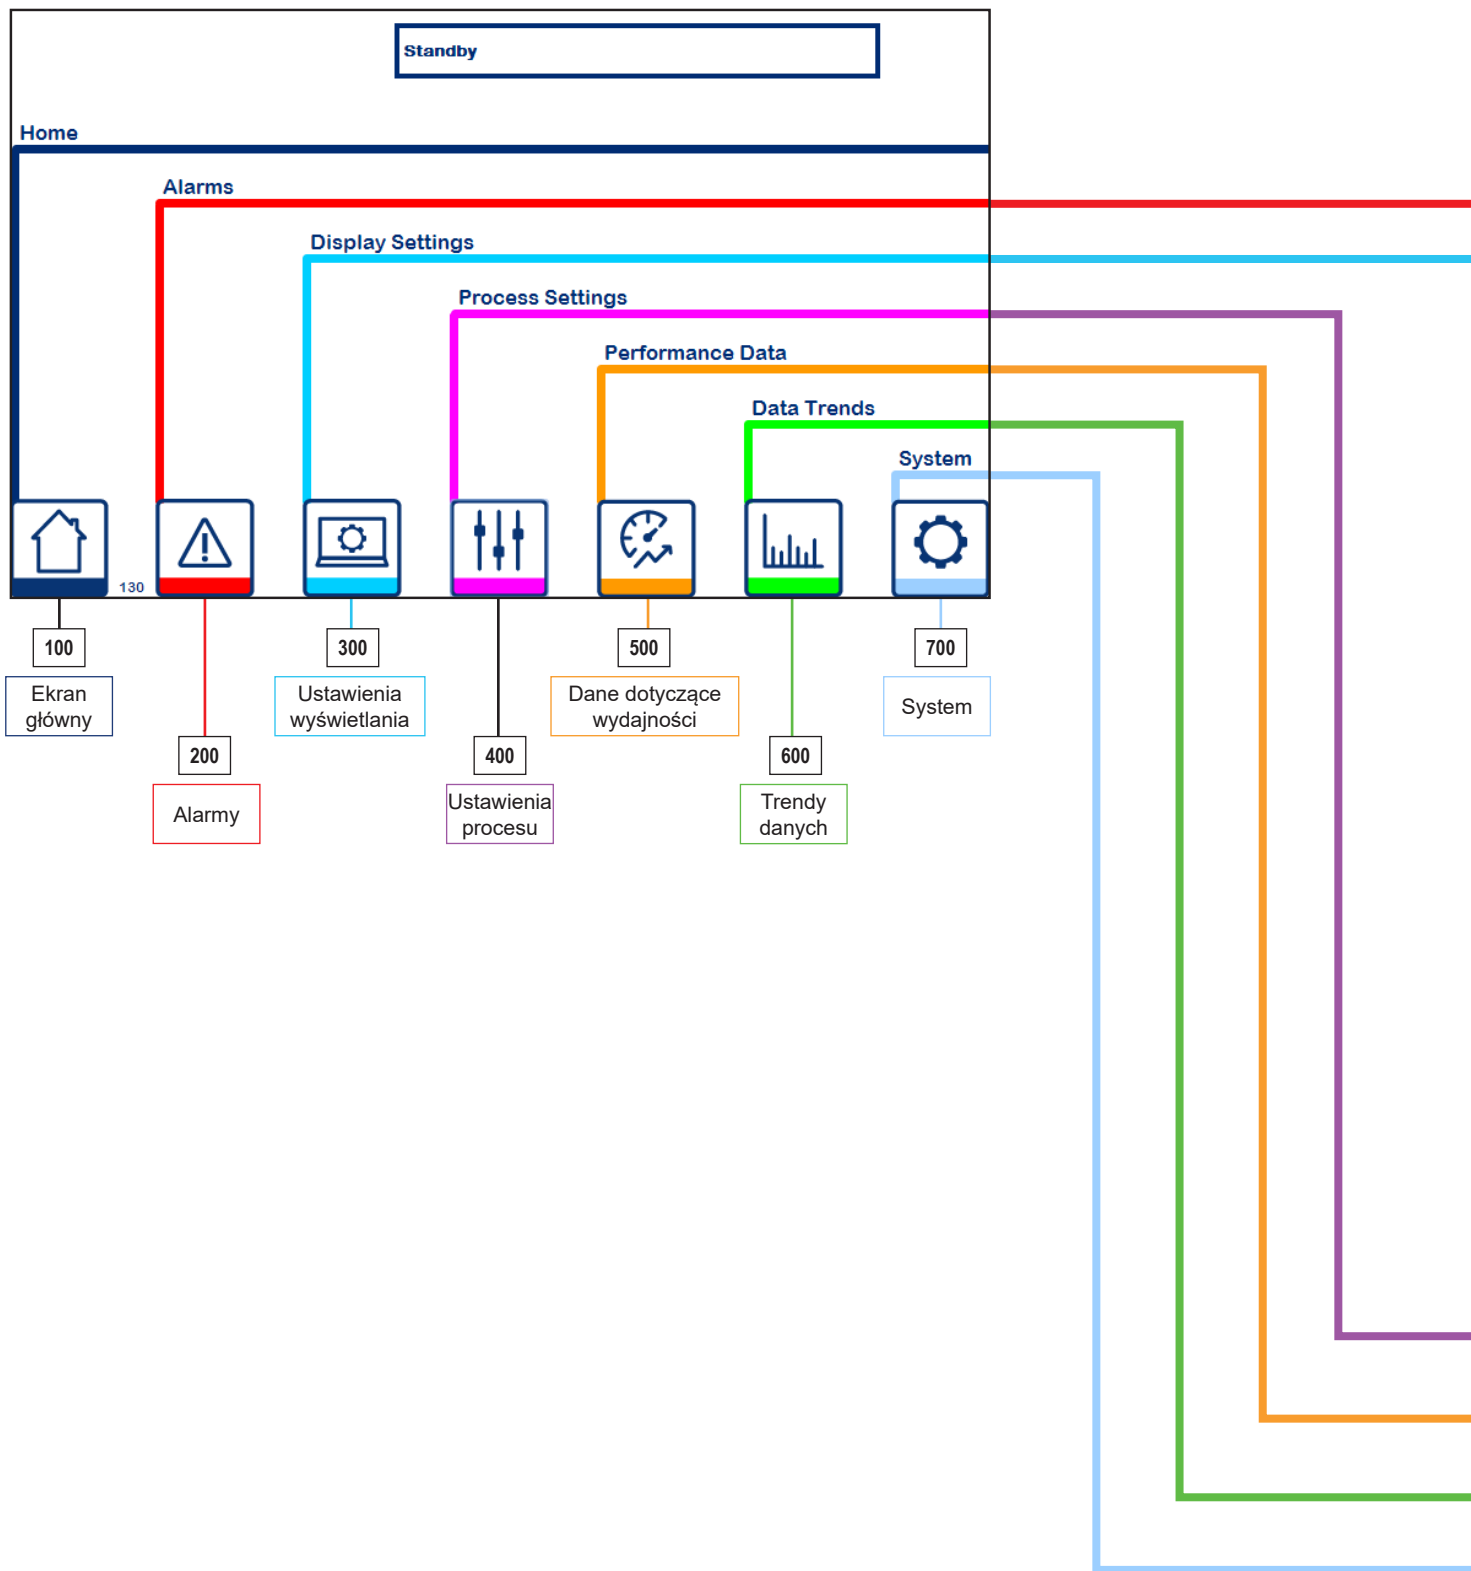 Standby
Home
Alarms
Display Settings
Process Settings
Performance Data
Data Trends
System
130
100
300
500
700
Ekran
główny
Ustawienia
wyświetlania
Dane dotyczące
wydajności
System
200
400
600
Alarmy
Ustawienia
procesu
Trendy
danych